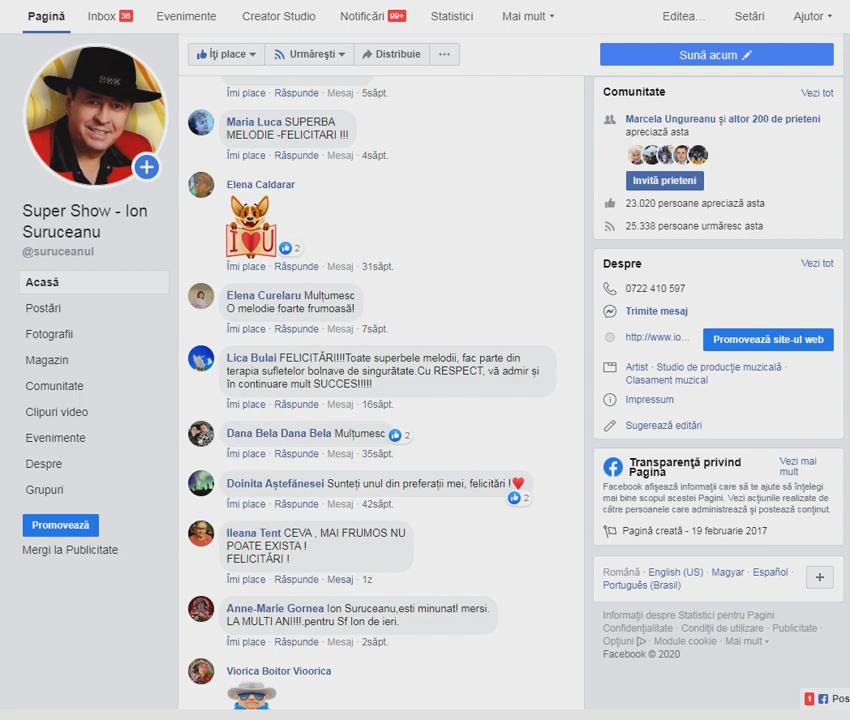 Pagină Inbox 36 Evenimente Creator Studio Notificări 99+ Statistici Mai mult Editea... Setări Ajutor
Îți place Urmărești Distribuie ... Sună acum
Super Show - Ion
Suruceanu
@suruceanul
Acasă
Postări
Fotografii
Magazin
Comunitate
Clipuri video
Evenimente
Despre
Grupuri
Promovează
Mergi la Publicitate
Îmi place · Răspunde · Mesaj · 5săpt.
Maria Luca SUPERBA
MELODIE -FELICITARI !!!
Îmi place · Răspunde · Mesaj · 4săpt.
Elena Caldarar
I U
2
Îmi place · Răspunde · Mesaj · 31săpt.
Elena Curelaru Mulțumesc
O melodie foarte frumoasă!
Îmi place · Răspunde · Mesaj · 7săpt.
Lica Bulai FELICITĂRI!!!!Toate superbele melodii, fac parte din
terapia sufletelor bolnave de singurătate.Cu RESPECT, vă admir și
în continuare mult SUCCES!!!!!
Îmi place · Răspunde · Mesaj · 16săpt.
Dana Bela Dana Bela Mulțumesc 2
Îmi place · Răspunde · Mesaj · 35săpt.
Doinita Aștefănesei Sunteți unul din preferații mei, felicitări !
2
Îmi place · Răspunde · Mesaj · 42săpt.
Ileana Tent CEVA , MAI FRUMOS NU
POATE EXISTA !
FELICITĂRI !
Îmi place · Răspunde · Mesaj · 1z
Anne-Marie Gornea Ion Suruceanu,esti minunat! mersi.
LA MULTI ANI!!!.pentru Sf Ion de ieri.
Îmi place · Răspunde · Mesaj · 2săpt.
Viorica Boitor Vioorica
Comunitate Vezi tot
Marcela Ungureanu și altor 200 de prieteni
apreciază asta
Invită prieteni
23.020 persoane apreciază asta
25.338 persoane urmăresc asta
Despre Vezi tot
0722 410 597
Trimite mesaj
http://www.io... Promovează site-ul web
Artist · Studio de producție muzicală ·
Clasament muzical
Impressum
Sugerează editări
Transparență privind
Pagina
Vezi mai
mult
Facebook afișează informații care să te ajute să înțelegi
mai bine scopul acestei Pagini. Vezi acțiunile realizate de
către persoanele care administrează și postează conținut.
Pagină creată - 19 februarie 2017
Română · English (US) · Magyar · Español ·
Português (Brasil)
Informații despre Statistici pentru Pagini
Confidențialitate · Condiții de utilizare · Publicitate ·
Opțiuni · Module cookie · Mai mult
Facebook © 2020
1 Pos